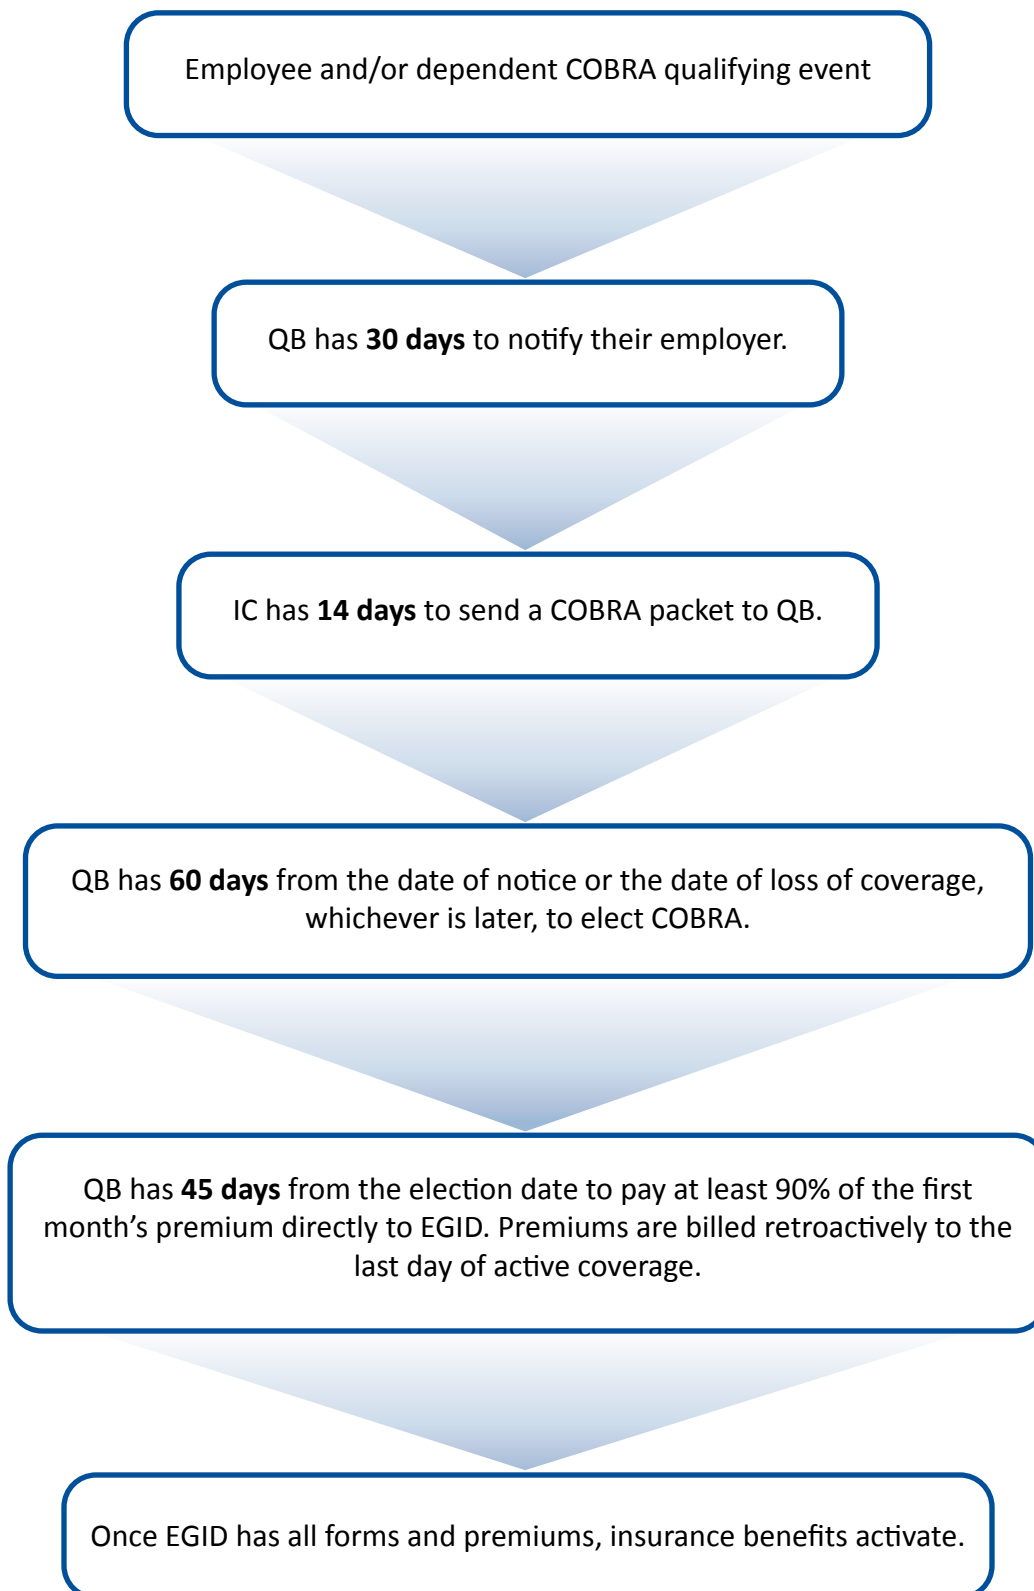 Employee and/or dependent COBRA qualifying event
QB has 30 days to notify their employer.
IC has 14 days to send a COBRA packet to QB.
QB has 60 days from the date of notice or the date of loss of coverage,
whichever is later, to elect COBRA.
QB has 45 days from the election date to pay at least 90% of the first
month’s premium directly to EGID. Premiums are billed retroactively to the
last day of active coverage.
Once EGID has all forms and premiums, insurance benefits activate.